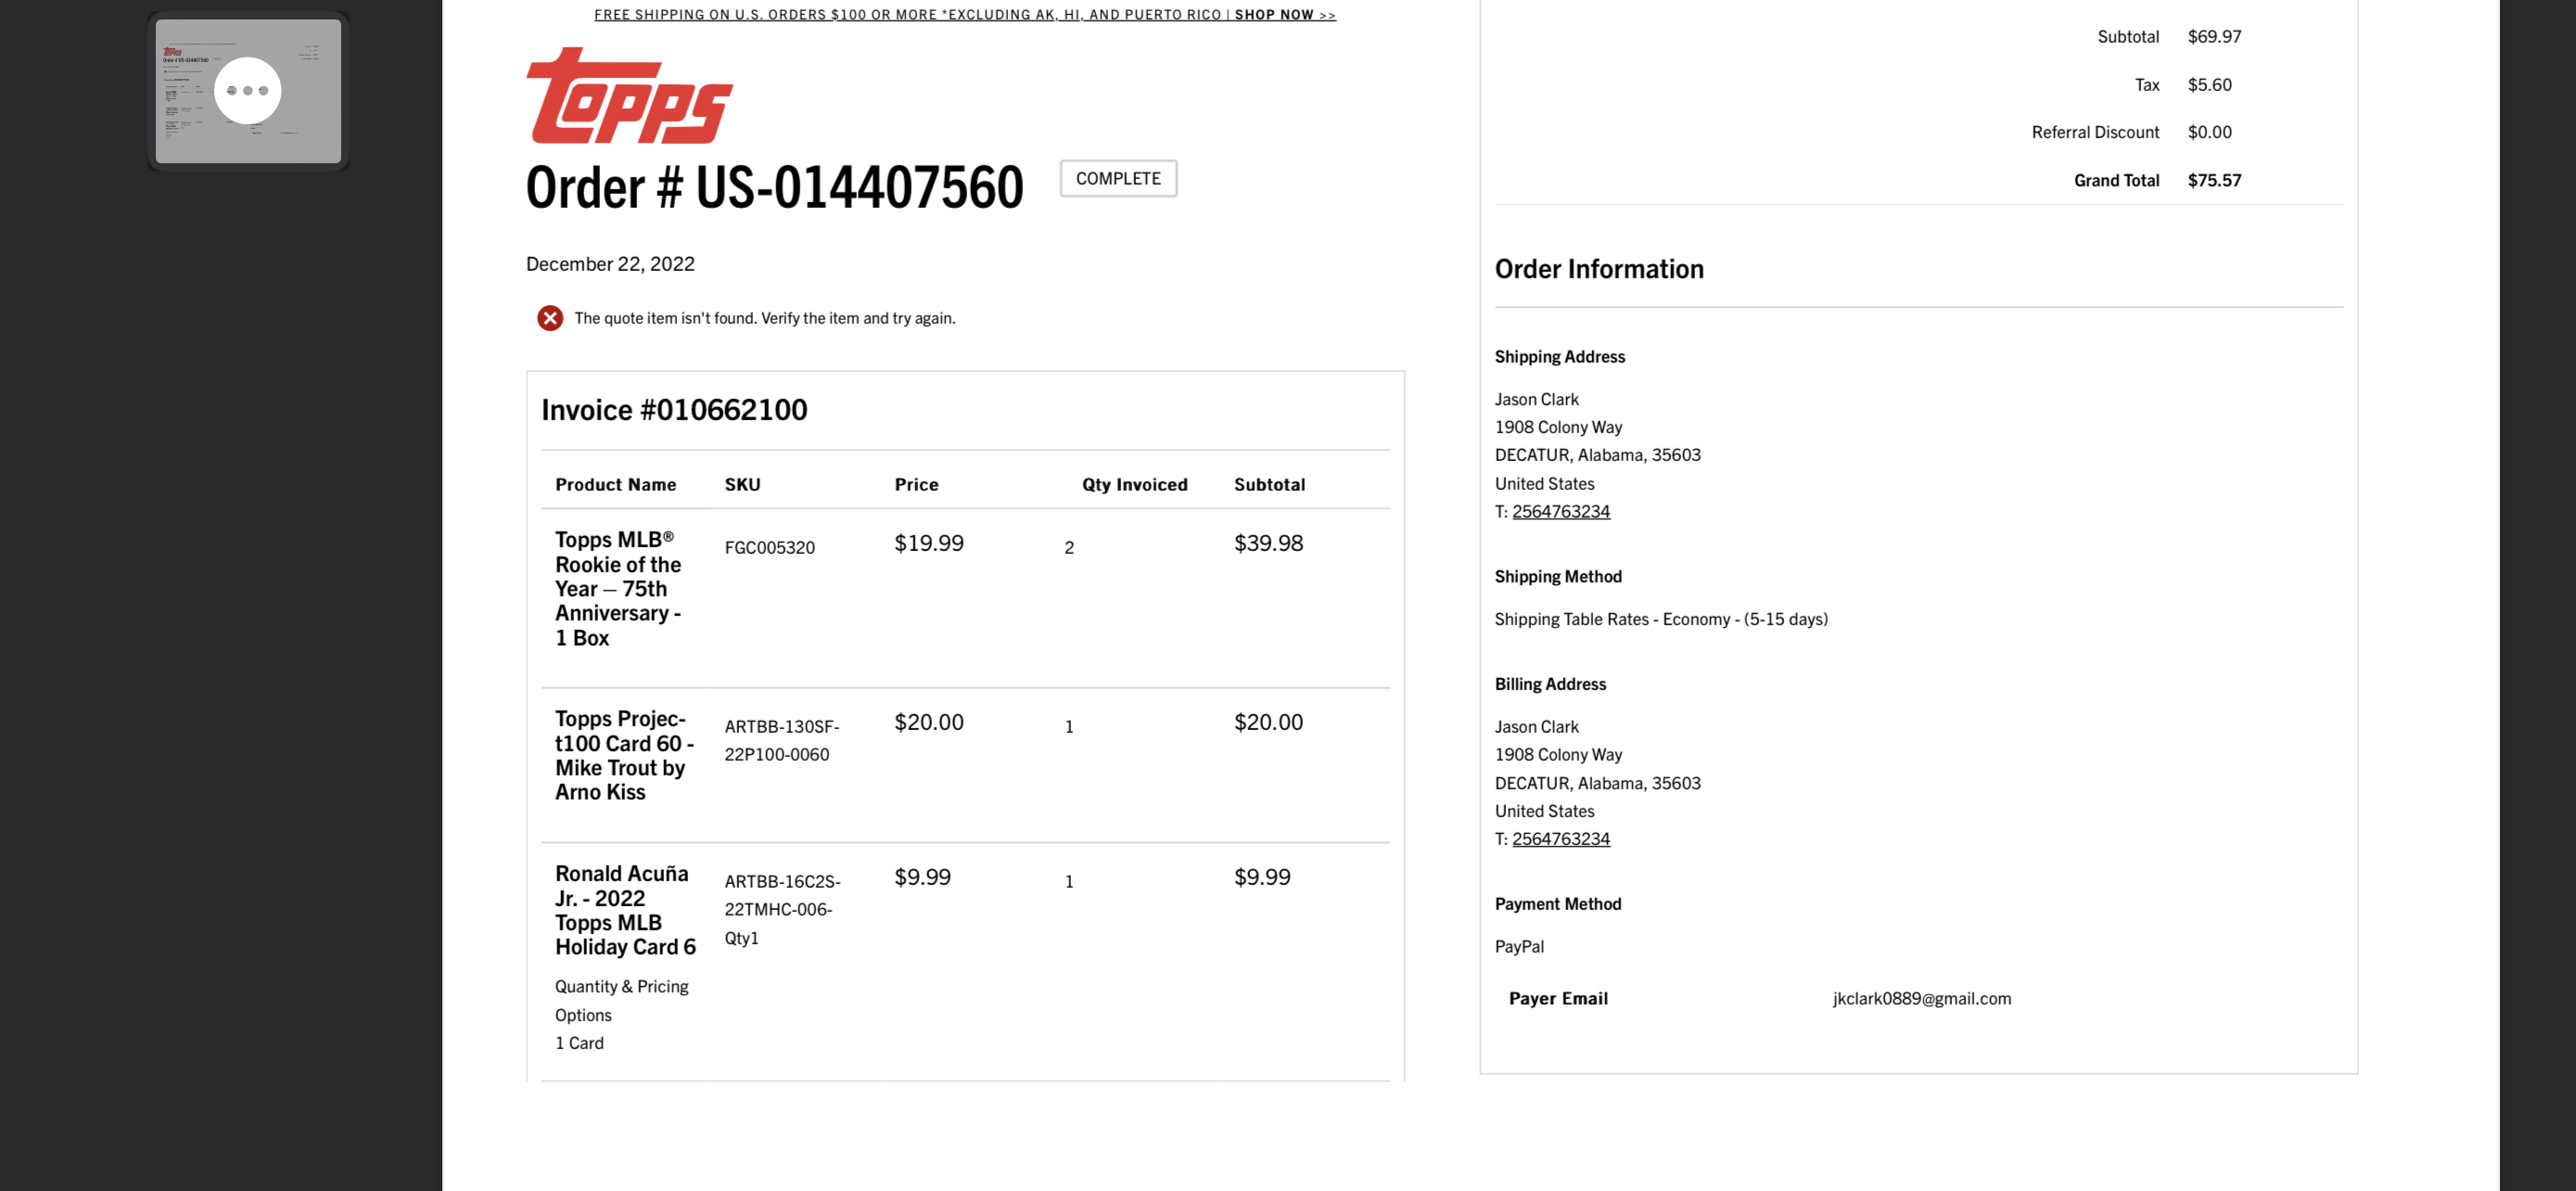 FREE SHIPPING ON U.S. ORDERS $100 OR MORE *EXCLUDING AK, HI, AND PUERTO RICO | SHOP NOW >>
Topps
Order # US-014407560 COMPLETE
December 22, 2022
The quote item isn't found. Verify the item and try again.
Invoice #010662100
Product Name SKU Price Qty Invoiced Subtotal
Topps MLB® FGC005320 $19.99 2 $39.98
Rookie of the
Year – 75th
Anniversary -
1 Box
Topps Projec- ARTBB-130SF- $20.00 1 $20.00
t100 Card 60 - 22P100-0060
Mike Trout by
Arno Kiss
Ronald Acuña ARTBB-16C2S- $9.99 1 $9.99
Jr. - 2022 22TMHC-006-
Topps MLB Qty1
Holiday Card 6
Quantity & Pricing
Options
1 Card
Subtotal $69.97
Tax $5.60
Referral Discount $0.00
Grand Total $75.57
Order Information
Shipping Address
Jason Clark
1908 Colony Way
DECATUR, Alabama, 35603
United States
T: 2564763234
Shipping Method
Shipping Table Rates - Economy - (5-15 days)
Billing Address
Jason Clark
1908 Colony Way
DECATUR, Alabama, 35603
United States
T: 2564763234
Payment Method
PayPal
Payer Email jkclark0889@gmail.com